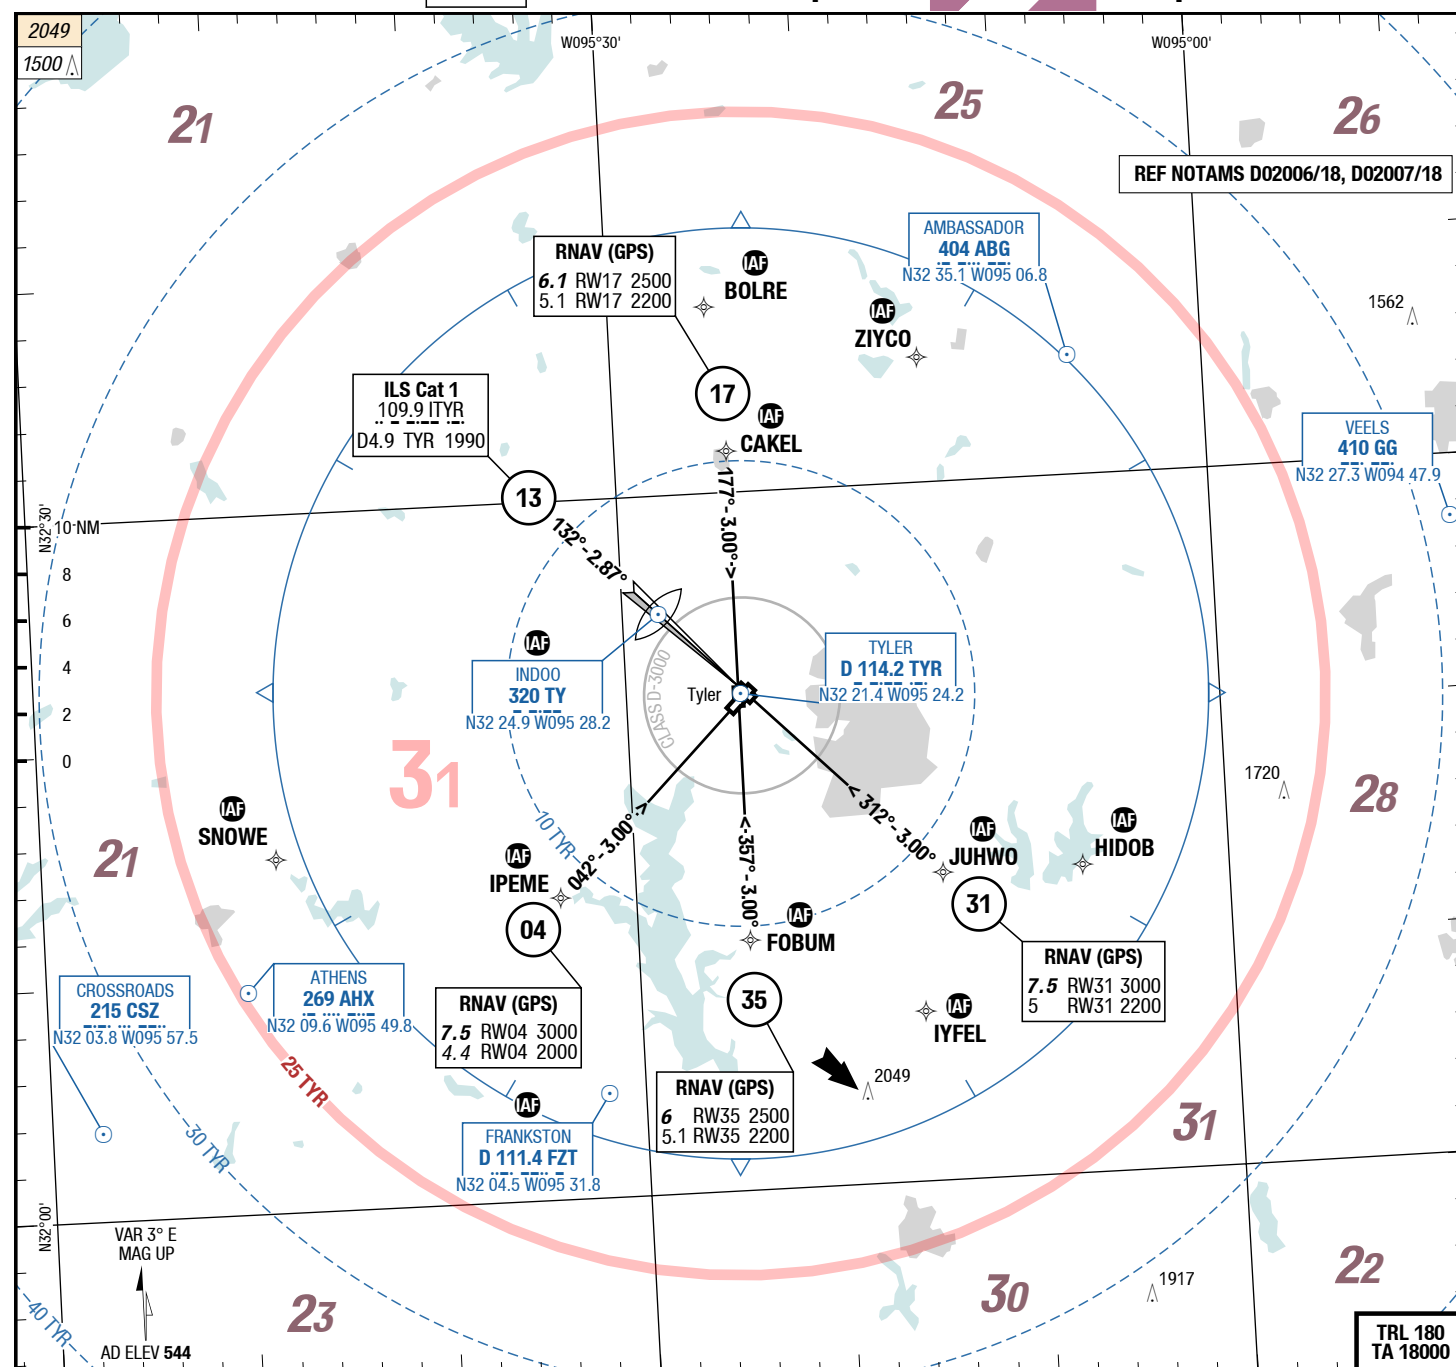 2049
1500
W095°30'
W095°00'
21
25
26
REF NOTAMS D02006/18, D02007/18
AMBASSADOR
404 ABG
N32 35.1 W095 06.8
RNAV (GPS)
6.1 RW17 2500
5.1 RW17 2200
IAF
BOLRE
IAF
ZIYCO
1562
17
ILS Cat 1
109.9 ITYR
D4.9 TYR 1990
IAF
CAKEL
VEELS
410 GG
N32 27.3 W094 47.9
13
177° - 3.00°
132° - 2.87°
N32°30'
10 NM
8
6
4
2
0
CLASS D-3000
IAF
INDOO
320 TY
N32 24.9 W095 28.2
Tyler
TYLER
D 114.2 TYR
N32 21.4 W095 24.2
31
1720
28
IAF
SNOWE
21
10 TYR
042° - 3.00° >
< 357° - 3.00°
< 312° - 3.00°
IAF
JUHWO
IAF
HIDOB
IAF
IPEME
04
31
IAF
FOBUM
35
RNAV (GPS)
7.5 RW31 3000
5 RW31 2200
CROSSROADS
215 CSZ
N32 03.8 W095 57.5
ATHENS
269 AHX
N32 09.6 W095 49.8
RNAV (GPS)
7.5 RW04 3000
4.4 RW04 2000
IAF
IYFEL
25 TYR
2049
RNAV (GPS)
6 RW35 2500
5.1 RW35 2200
IAF
FRANKSTON
D 111.4 FZT
N32 04.5 W095 31.8
30 TYR
31
N32°00'
VAR 3° E
MAG UP
AD ELEV 544
40 TYR
23
30
1917
22
TRL 180
TA 18000